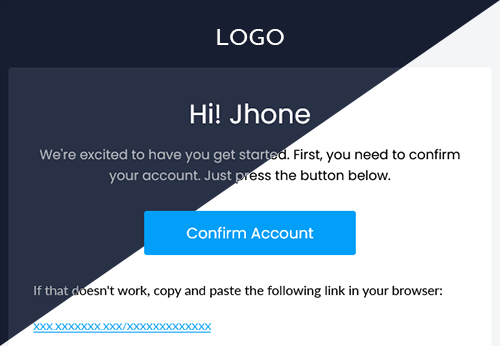 LOGO
Hi! Jhone
We're excited to have you get started. First, you need to confirm
your account. Just press the button below.
Confirm Account
If that doesn't work, copy and paste the following link in your browser:
xxx.xxxxxxx.xxx/xxxxxxxxxxxxx